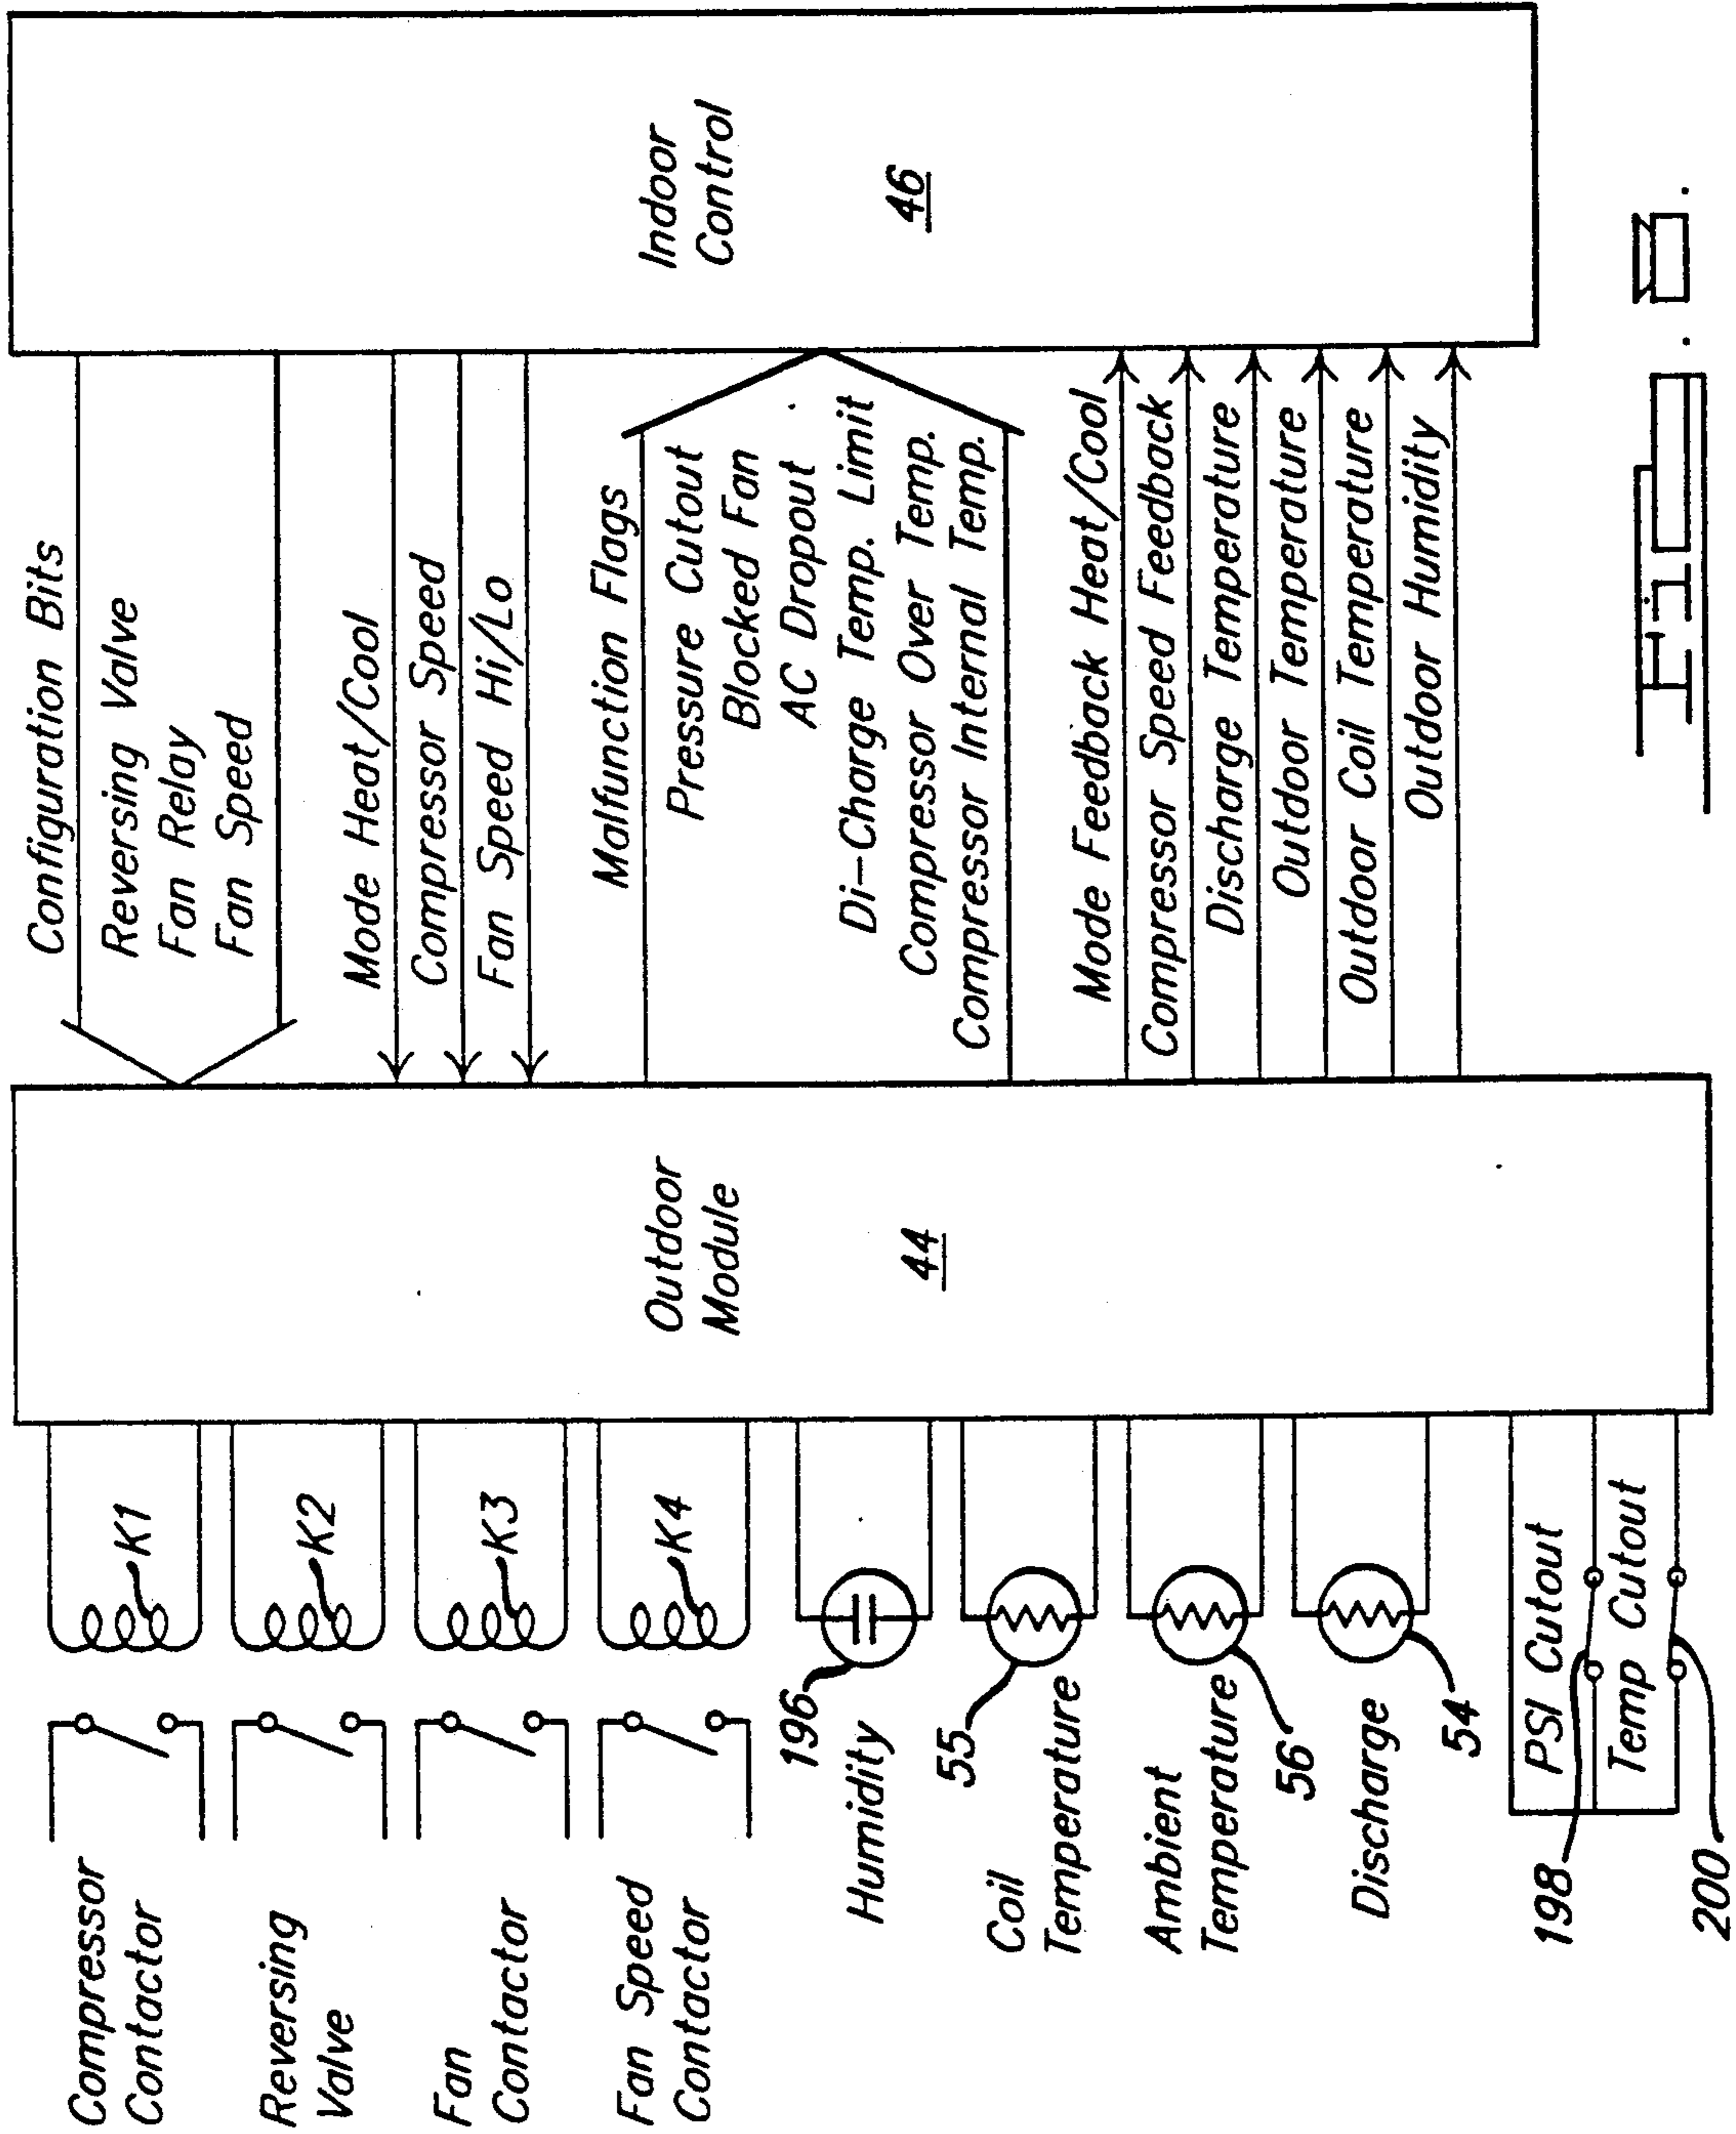 Compressor
Contactor
K1
Reversing
Valve
K2
Fan
Contactor
K3
Fan Speed
Contactor
K4
196
Humidity
55
Coil
Temperature
Ambient
Temperature
56
Discharge
54
PSI Cutout
198
Temp Cutout
200
Outdoor
Module
44
Configuration Bits
Reversing Valve
Fan Relay
Fan Speed
Mode Heat/Cool
Compressor Speed
Fan Speed Hi/Lo
Malfunction Flags
Pressure Cutout
Blocked Fan
AC Dropout
Di-Charge Temp. Limit
Compressor Over Temp.
Compressor Internal Temp.
Mode Feedback Heat/Cool
Compressor Speed Feedback
Discharge Temperature
Outdoor Temperature
Outdoor Coil Temperature
Outdoor Humidity
Indoor
Control
46